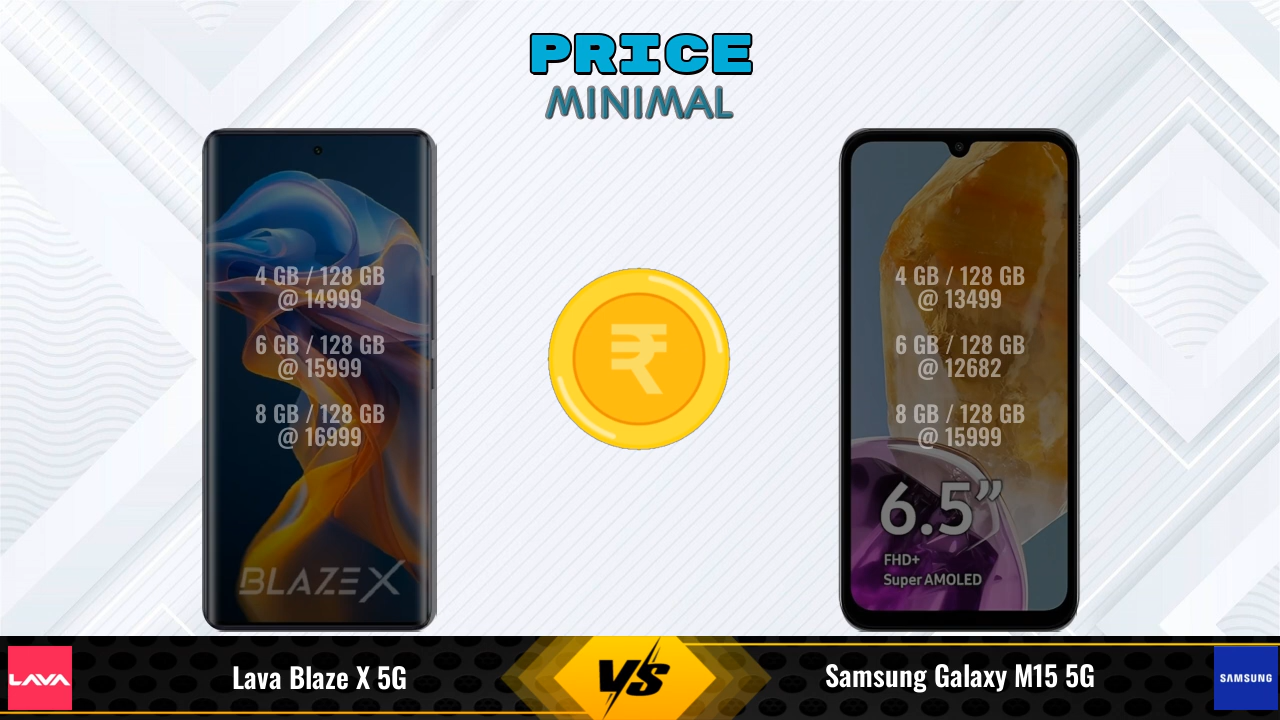 PRICE
MINIMAL
4 GB / 128 GB
@ 14999
6 GB / 128 GB
@ 15999
8 GB / 128 GB
@ 16999
BLAZE X
₹
4 GB / 128 GB
@ 13499
6 GB / 128 GB
@ 12682
8 GB / 128 GB
@ 15999
6.5”
FHD+
Super AMOLED
LAVA
Lava Blaze X 5G
VS
Samsung Galaxy M15 5G
SAMSUNG